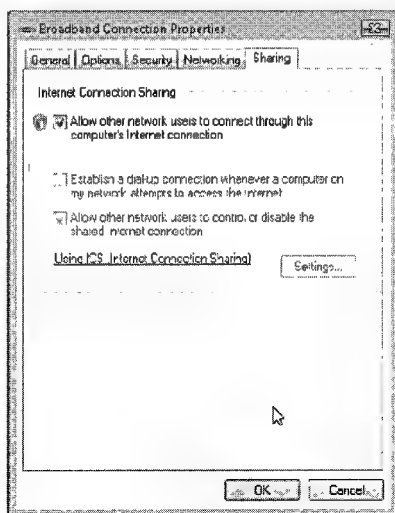 Broadband Connection Properties
General Options Security Networking Sharing
Internet Connection Sharing
Allow other network users to connect through this
computer's Internet connection
Establish a dial-up connection whenever a computer on
my network attempts to access the Internet
Allow other network users to control or disable the
shared Internet connection
Using ICS (Internet Connection Sharing)
Settings...
OK Cancel